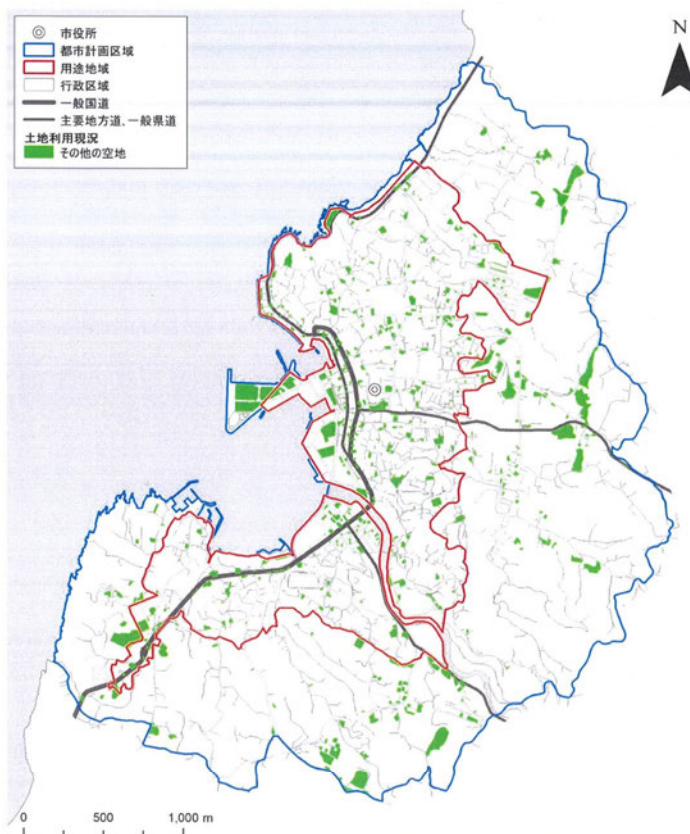 市役所
都市計画区域
用途地域
行政区域
一般国道
主要地方道、一般県道
土地利用現況
その他の空地
N
0 500 1,000 m